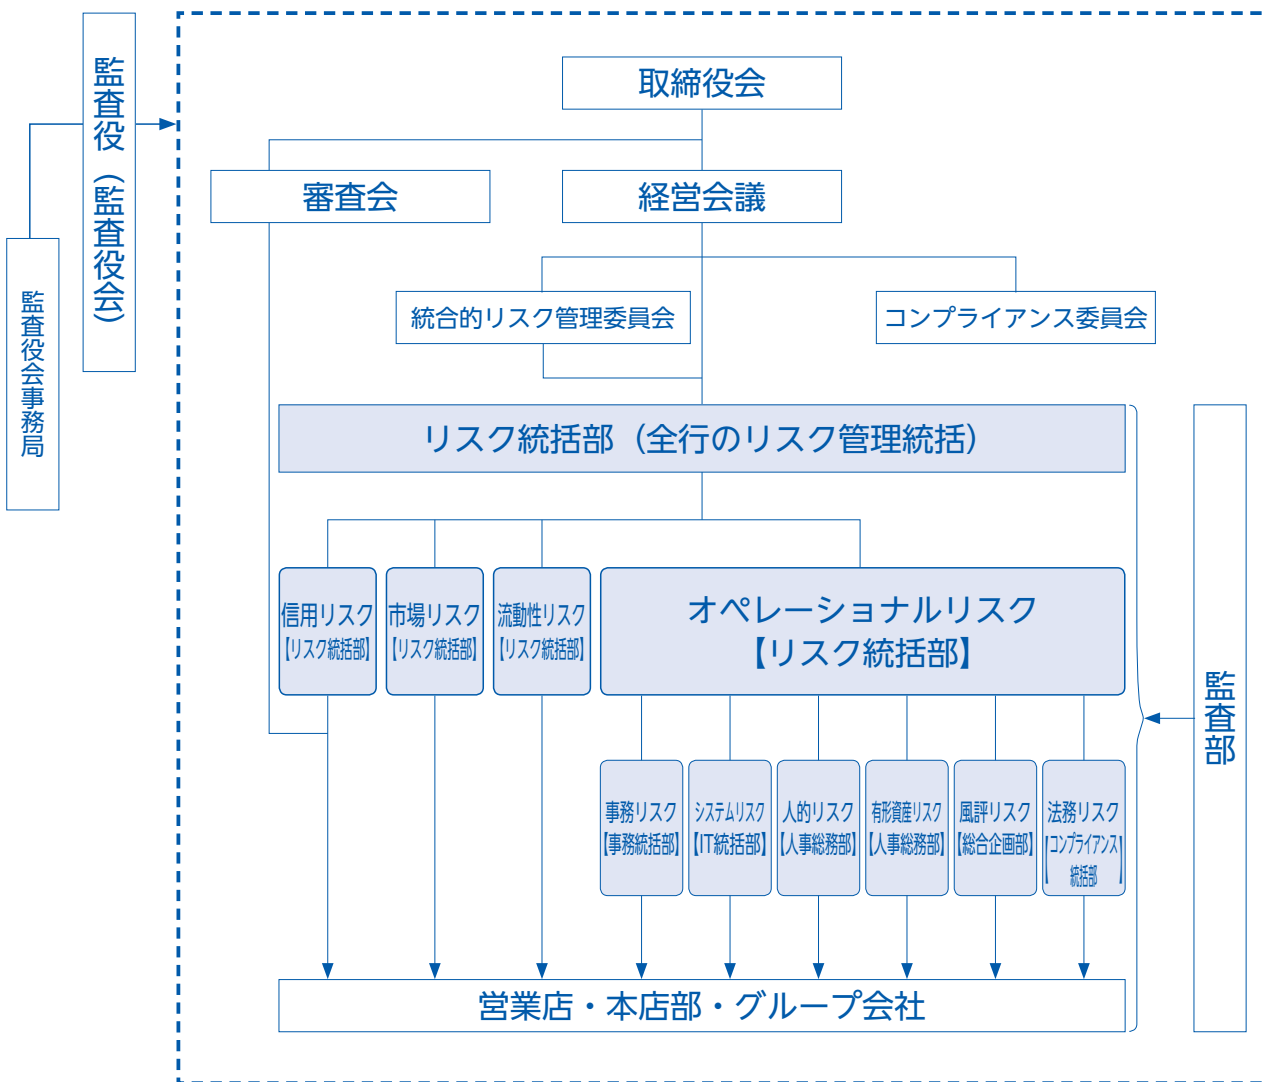 監査役（監査役会）
監査役会事務局
取締役会
審査会
経営会議
統合的リスク管理委員会
コンプライアンス委員会
リスク統括部（全行のリスク管理統括）
信用リスク
【リスク統括部】
市場リスク
【リスク統括部】
流動性リスク
【リスク統括部】
オペレーショナルリスク
【リスク統括部】
事務リスク
【事務統括部】
システムリスク
【IT統括部】
人的リスク
【人事総務部】
有形資産リスク
【人事総務部】
風評リスク
【総合企画部】
法務リスク
【コンプライアンス
統括部】
営業店・本店部・グループ会社
監査部